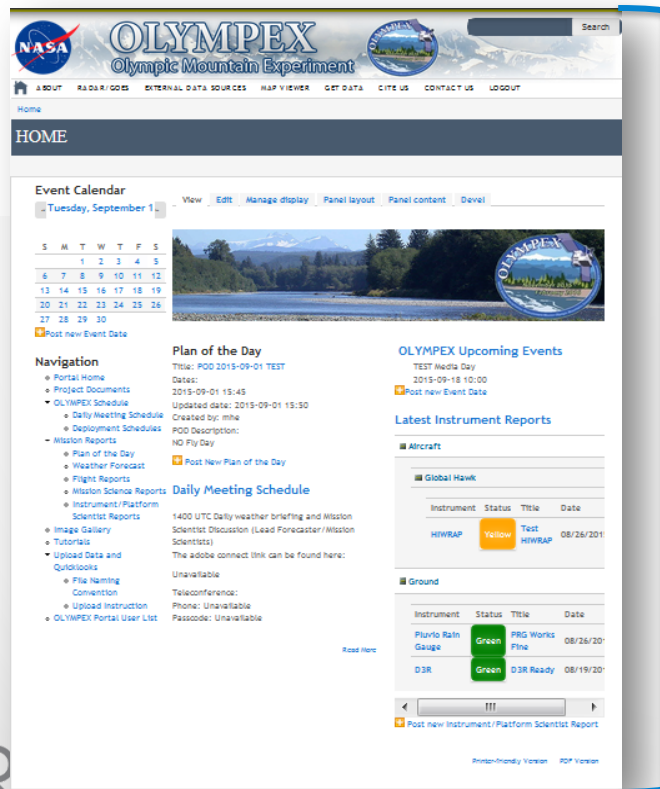 NASA
OLYMPEX
Olympic Mountain Experiment
Search
ABOUT RADAR/GOES EXTERNAL DATA SOURCES MAP VIEWER GET DATA CITE US CONTACT US LOGOUT
Home
HOME
Event Calendar
Tuesday, September 1
View Edit Manage display Panel layout Panel content Devel
S M T W T F S
1 2 3 4 5
6 7 8 9 10 11 12
13 14 15 16 17 18 19
20 21 22 23 24 25 26
27 28 29 30
Post new Event Date
OLYMPEX
Navigation
Portal Home
Project Documents
OLYMPEX Schedule
Daily Meeting Schedule
Deployment Schedules
Mission Reports
Plan of the Day
Weather Forecast
Flight Reports
Mission Science Reports
Instrument/Platform
Scientist Reports
Image Gallery
Tutorials
Upload Data and
Quicklooks
File Naming
Convention
Upload Instruction
OLYMPEX Portal User List
Plan of the Day
Title: POD 2015-09-01 TEST
Dates:
2015-09-01 15:45
Updated date: 2015-09-01 15:50
Created by: mhe
POD Description:
NO Fly Day
Post New Plan of the Day
Daily Meeting Schedule
1400 UTC Daily weather briefing and Mission
Scientist Discussion (Lead Forecaster/Mission
Scientists)
The adobe connect link can be found here:
Unavailable
Teleconference:
Phone: Unavailable
Passcode: Unavailable
Read More
OLYMPEX Upcoming Events
TEST Media Day
2015-09-18 10:00
Post new Event Date
Latest Instrument Reports
Aircraft
Global Hawk
Instrument Status Title Date
HIWRAP Yellow Test HIWRAP 08/26/201
Ground
Instrument Status Title Date
Pluvio Rain Gauge Green PRG Works Fine 08/26/20
D3R Green D3R Ready 08/19/20
Post new Instrument/Platform Scientist Report
Printer-friendly Version PDF Version